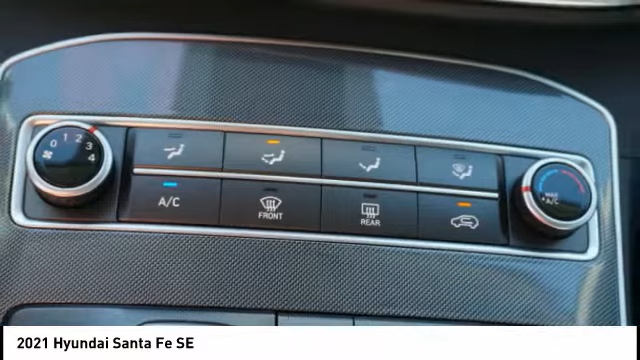 0 1 2 3 4
A/C
FRONT
REAR
MAX
A/C
2021 Hyundai Santa Fe SE